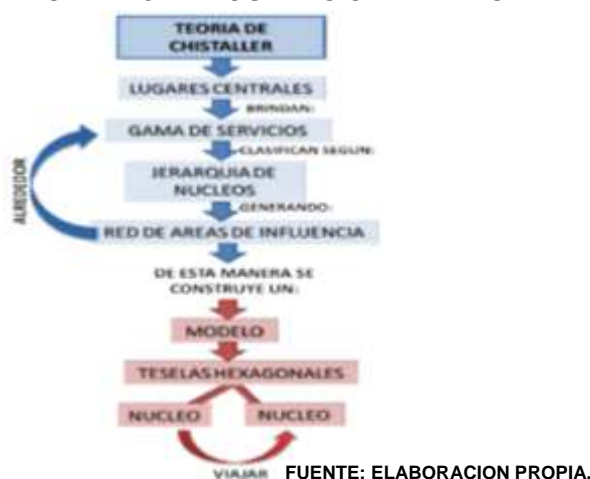 TEORIA DE
CHISTALLER
LUGARES CENTRALES
BRINDAN:
GAMA DE SERVICIOS
CLASIFICAN SEGUN:
JERARQUIA DE
NUCLEOS
GENERANDO:
RED DE AREAS DE INFLUENCIA
ALREDEDOR
DE ESTA MANERA SE
CONSTRUYE UN:
MODELO
TESELAS HEXAGONALES
NUCLEO NUCLEO
VIAJAR
FUENTE: ELABORACION PROPIA.